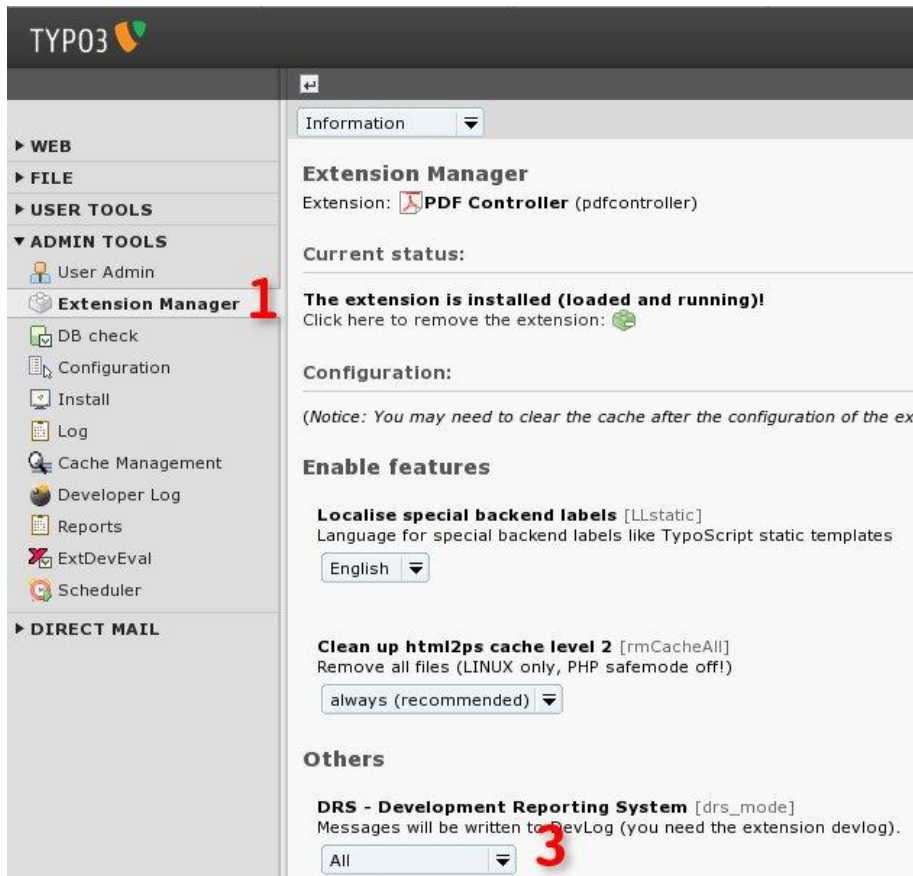 TYPO3
Information
WEB
FILE
USER TOOLS
ADMIN TOOLS
User Admin
Extension Manager 1
DB check
Configuration
Install
Log
Cache Management
Developer Log
Reports
ExtDevEval
Scheduler
DIRECT MAIL
Extension Manager
Extension: PDF Controller (pdfcontroller)
Current status:
The extension is installed (loaded and running)!
Click here to remove the extension:
Configuration:
(Notice: You may need to clear the cache after the configuration of the ex
Enable features
Localise special backend labels [LLstatic]
Language for special backend labels like TypoScript static templates
English
Clean up html2ps cache level 2 [rmCacheAll]
Remove all files (LINUX only, PHP safemode off!)
always (recommended)
Others
DRS - Development Reporting System [drs_mode]
Messages will be written to DevLog (you need the extension devlog).
All 3